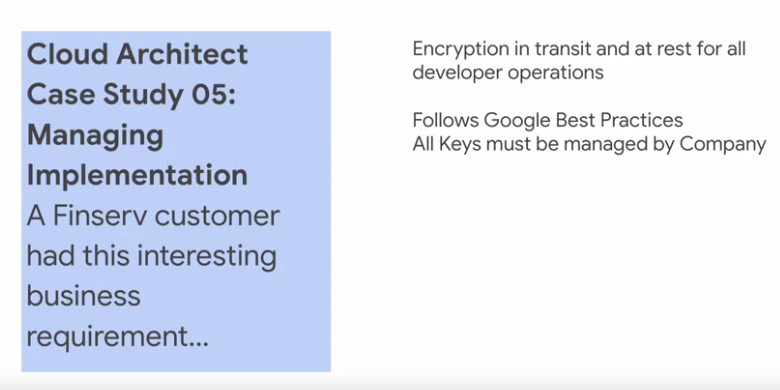 Cloud Architect
Case Study 05:
Managing
Implementation
A Finserv customer
had this interesting
business
requirement...
Encryption in transit and at rest for all
developer operations
Follows Google Best Practices
All Keys must be managed by Company